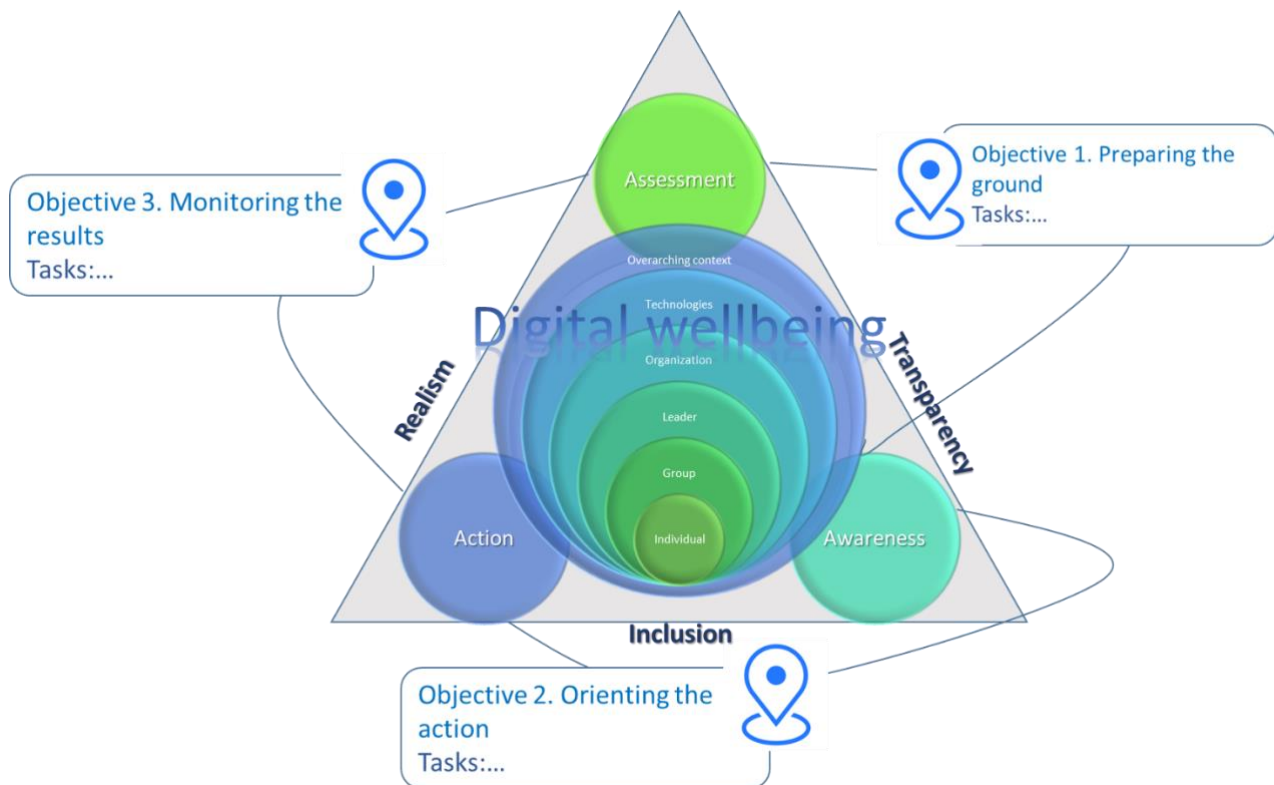 Assessment
Objective 1. Preparing the
ground
Tasks:...
Objective 3. Monitoring the
results
Tasks:...
Overarching context
Technologies
Digital wellbeing
Organization
Realism
Transparency
Leader
Group
Individual
Action
Awareness
Inclusion
Objective 2. Orienting the
action
Tasks:...